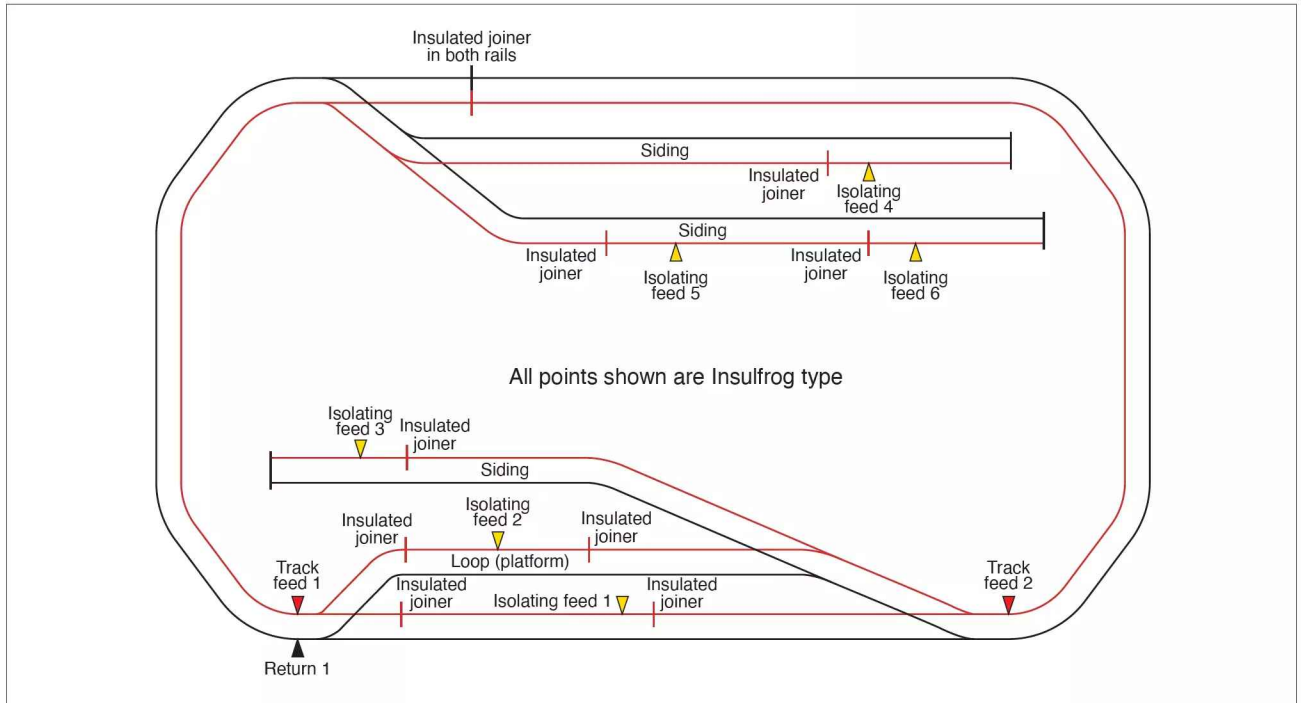 Insulated joiner
in both rails
Siding
Insulated
joiner
Isolating
feed 4
Siding
Insulated
joiner
Isolating
feed 5
Insulated
joiner
Isolating
feed 6
All points shown are Insulfrog type
Isolating
feed 3
Insulated
joiner
Siding
Isolating
feed 2
Insulated
joiner
Insulated
joiner
Loop (platform)
Track
feed 1
Insulated
joiner
Isolating feed 1
Insulated
joiner
Track
feed 2
Return 1